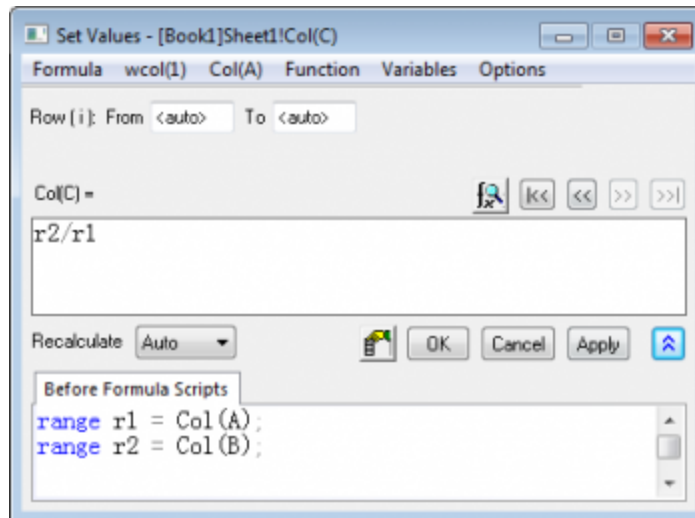 Set Values - [Book1]Sheet1!Col(C)
Formula wcol(1) Col(A) Function Variables Options
Row (i): From <auto> To <auto>
Col(C) =
r2/r1
Recalculate Auto OK Cancel Apply
Before Formula Scripts
range r1 = Col(A);
range r2 = Col(B);